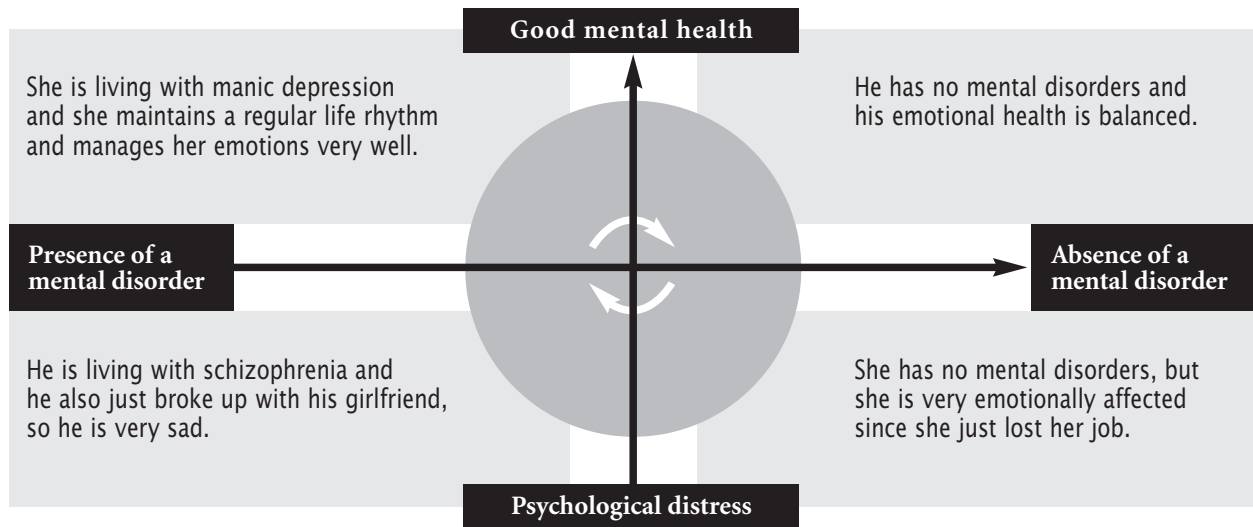 Good mental health
She is living with manic depression
and she maintains a regular life rhythm
and manages her emotions very well.
He has no mental disorders and
his emotional health is balanced.
Presence of a
mental disorder
Absence of a
mental disorder
He is living with schizophrenia and
he also just broke up with his girlfriend,
so he is very sad.
She has no mental disorders, but
she is very emotionally affected
since she just lost her job.
Psychological distress